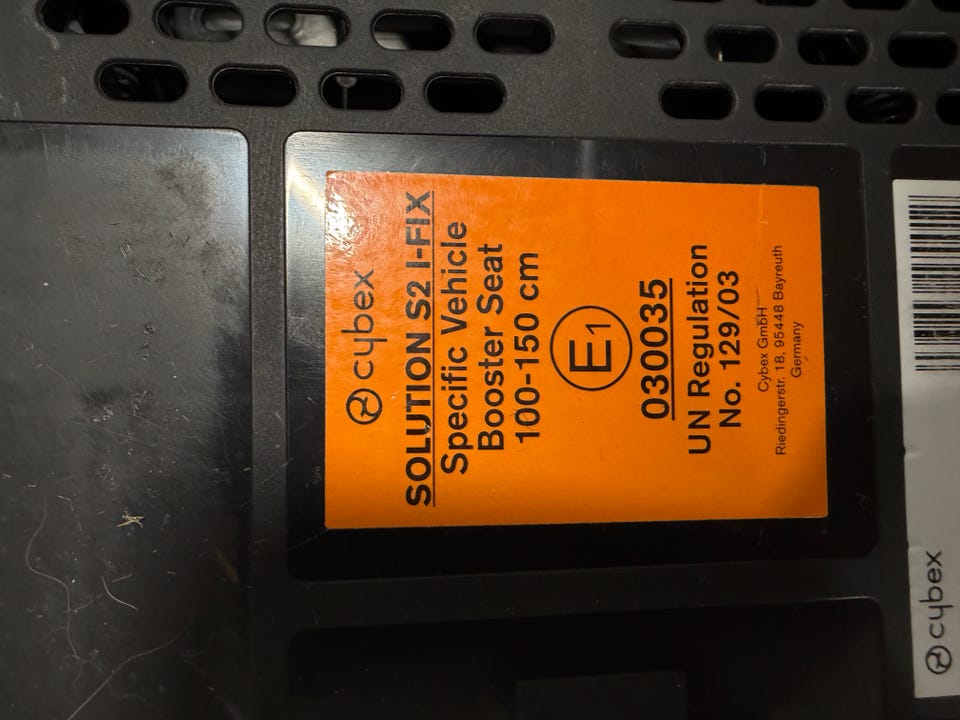 cybex
SOLUTION S2 I-FIX
Specific Vehicle
Booster Seat
100-150 cm
E1
030035
UN Regulation
No. 129/03
Cybex GmbH
Riedingerstr. 18, 95448 Bayreuth
Germany
cybex